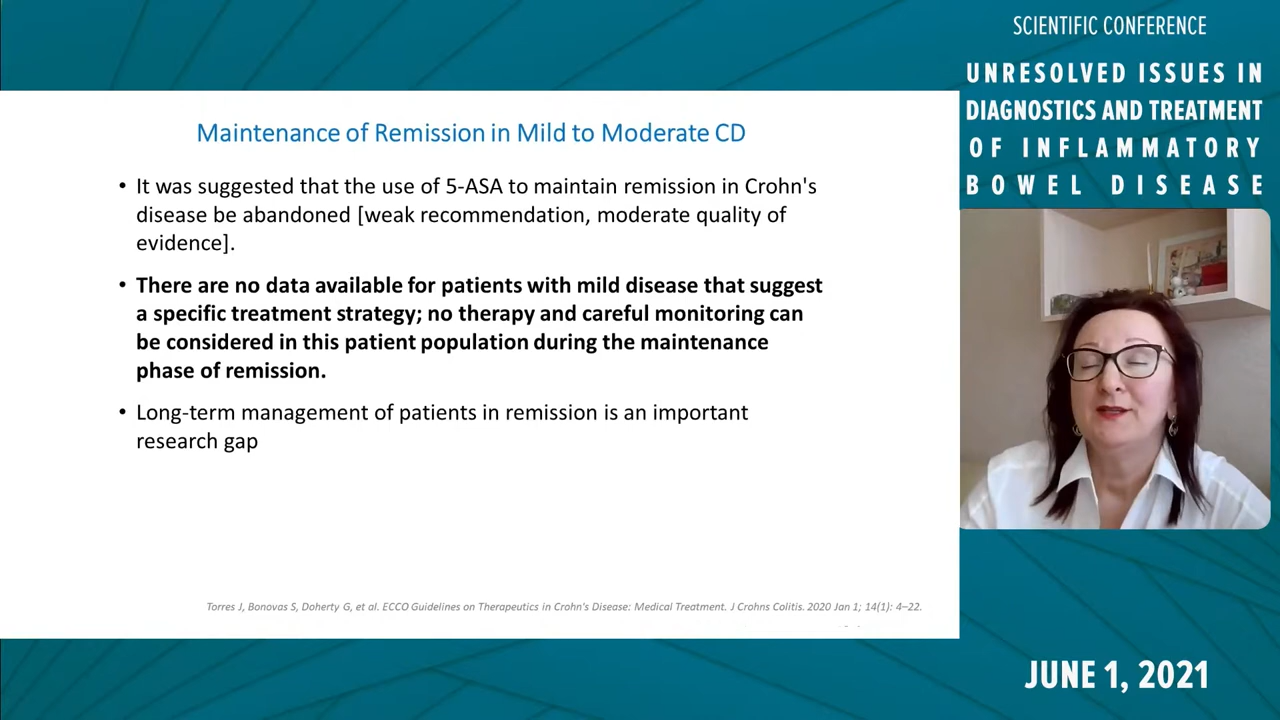 SCIENTIFIC CONFERENCE
UNRESOLVED ISSUES IN
DIAGNOSTICS AND TREATMENT
OF INFLAMMATORY
BOWEL DISEASE
Maintenance of Remission in Mild to Moderate CD
• It was suggested that the use of 5-ASA to maintain remission in Crohn's
disease be abandoned [weak recommendation, moderate quality of
evidence].
• There are no data available for patients with mild disease that suggest
a specific treatment strategy; no therapy and careful monitoring can
be considered in this patient population during the maintenance
phase of remission.
• Long-term management of patients in remission is an important
research gap
Torres J, Bonovas S, Doherty G, et al. ECCO Guidelines on Therapeutics in Crohn's Disease: Medical Treatment. J Crohns Colitis. 2020 Jan 1; 14(1): 4–22.
JUNE 1, 2021